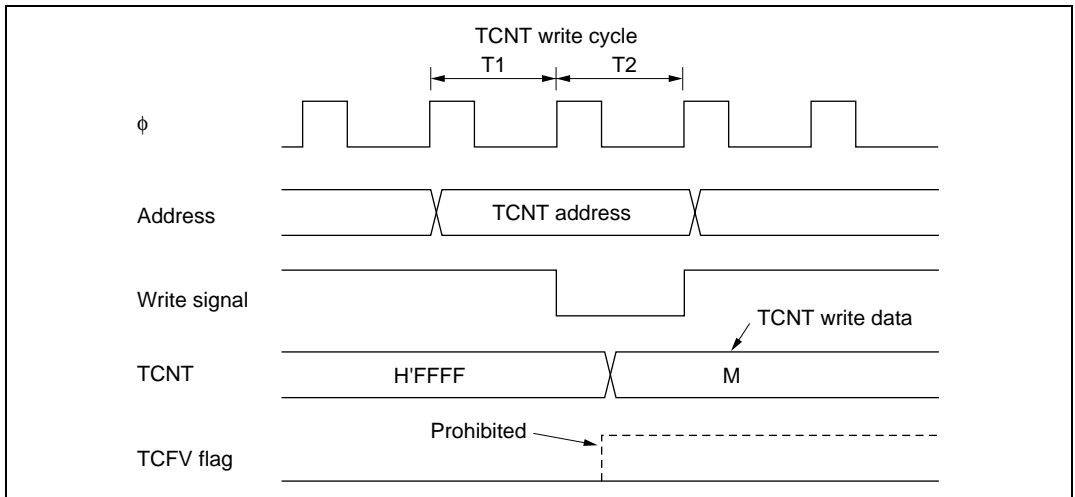 TCNT write cycle
T1 T2
ϕ
Address TCNT address
Write signal
TCNT write data
TCNT H'FFFF M
Prohibited
TCFV flag